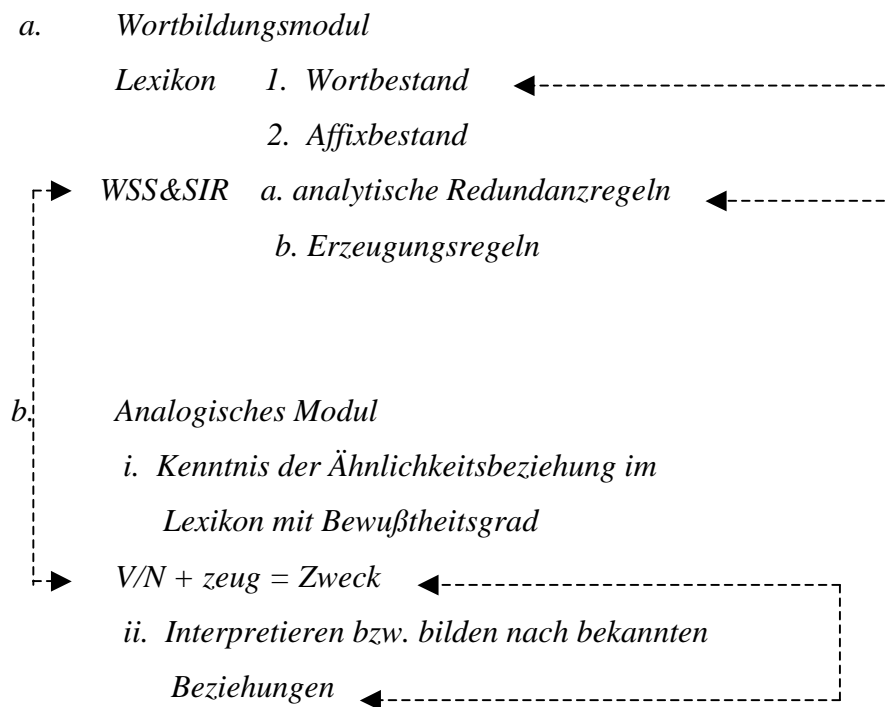 a. Wortbildungsmodul
Lexikon 1. Wortbestand
2. Affixbestand
WSS&SIR a. analytische Redundanzregeln
b. Erzeugungsregeln
b. Analogisches Modul
i. Kenntnis der Ähnlichkeitsbeziehung im
Lexikon mit Bewußtheitsgrad
V/N + zeug = Zweck
ii. Interpretieren bzw. bilden nach bekannten
Beziehungen